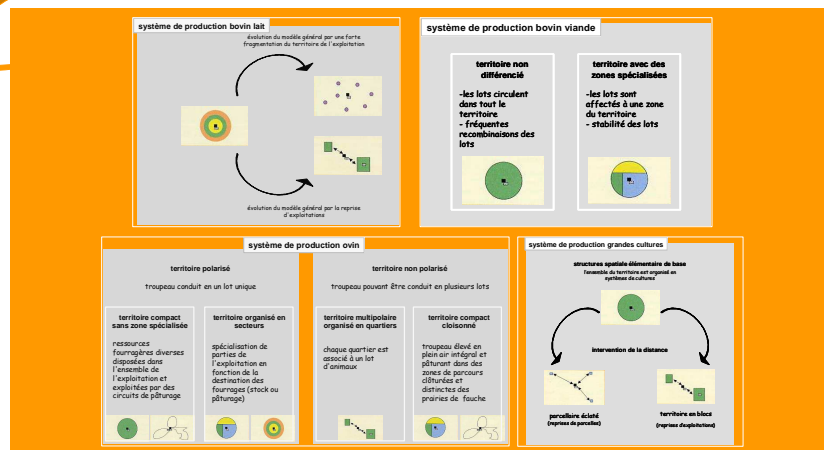 système de production bovin lait
évolution du modèle général par une forte
fragmentation du territoire de l'exploitation
évolution du modèle général par la reprise
d'exploitations
système de production bovin viande
territoire non
différencié
-les lots circulent
dans tout le
territoire
- fréquentes
recombinaisons des
lots
territoire avec des
zones spécialisées
-les lots sont
affectés à une zone
du territoire
- stabilité des lots
système de production ovin
territoire polarisé
troupeau conduit en un lot unique
territoire compact
sans zone spécialisée
ressources
fourragères diverses
disposées dans
l'ensemble de
l'exploitation et
exploitées par des
circuits de pâturage
territoire organisé en
secteurs
spécialisation de
parties de
l'exploitation en
fonction de la
destination des
fourrages (stock ou
pâturage)
territoire non polarisé
troupeau pouvant être conduit en plusieurs lots
territoire multipolaire
organisé en quartiers
chaque quartier est
associé à un lot
d'animaux
territoire compact
cloisonné
troupeau élevé en
plein air intégral et
pâturant dans des
zones de parcours
clôturées et
distinctes des
prairies de fauche
système de production grandes cultures
structures spatiale élémentaire de base
l'ensemble du territoire est organisé en
systèmes de cultures
intervention de la distance
parcellaire éclaté
(reprises de parcelles)
territoire en blocs
(reprises d'exploitations)